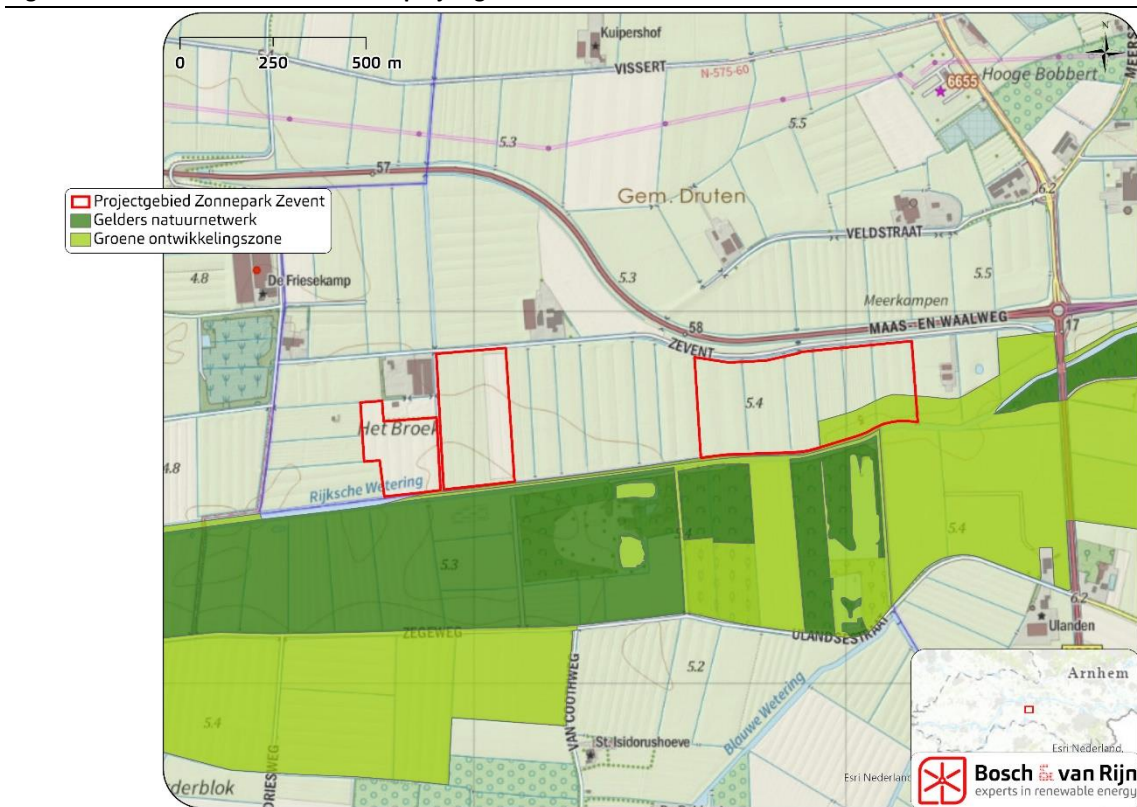 Kuipershof
0 250 500 m
VISSERT
N-575-60
N
MEERST
6655
Hooge Bobbert
5.3
5.5
57
Gem. Druten
6.2
Projectgebied Zonnepark Zevent
Gelders natuurnetwerk
Groene ontwikkelingszone
VELDSTRAAT
4.8
De Friesekamp
5.3
5.5
Meerkampen
58
MAAS- EN WAALWEG
17
ZEVENT
5.4
Het Broek
4.8
Rijksche Wetering
5.4
5.4
5.3
6.2
ZEGEWEG
ULANDSESTRAAT
Ulanden
5.2
VAN COOTHWEG
Arnhem
5.4
Blouwe Wetering
St. Isidorushoeve
Esri Nederland,
DRIESWEG
derblok
Esri Nederland
Bosch & van Rijn
experts in renewable energy